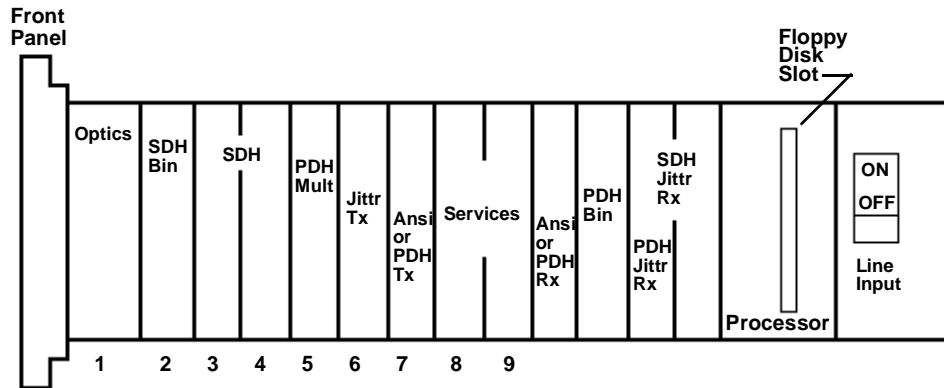 Front
Panel
Floppy
Disk
Slot
Optics
SDH
Bin
SDH
PDH
Mult
Jittr
Tx
Ansi
or
PDH
Tx
Services
Ansi
or
PDH
Rx
PDH
Bin
PDH
Jittr
Rx
SDH
Jittr
Rx
Processor
ON
OFF
Line
Input
1 2 3 4 5 6 7 8 9